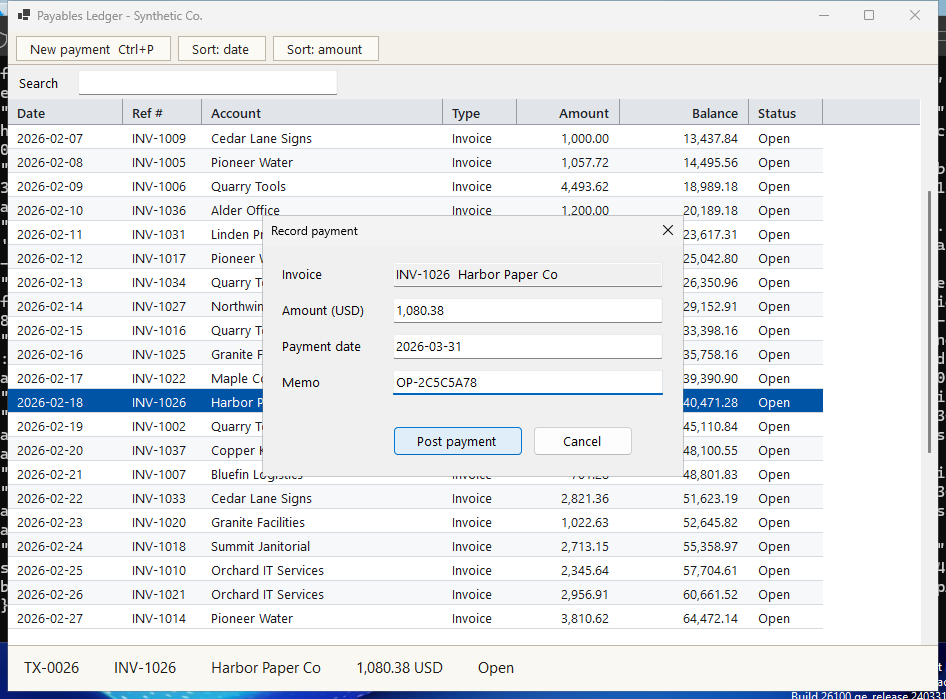 Payables Ledger - Synthetic Co.
New payment Ctrl+P Sort: date Sort: amount
Search
Date Ref # Account Type Amount Balance Status
2026-02-07 INV-1009 Cedar Lane Signs Invoice 1,000.00 13,437.84 Open
2026-02-08 INV-1005 Pioneer Water Invoice 1,057.72 14,495.56 Open
2026-02-09 INV-1006 Quarry Tools Invoice 4,493.62 18,989.18 Open
2026-02-10 INV-1036 Alder Office Invoice 1,200.00 20,189.18 Open
2026-02-11 INV-1031 Linden 23,617.31 Open
2026-02-12 INV-1017 Pioneer 25,042.80 Open
2026-02-13 INV-1034 Quarry 26,350.96 Open
2026-02-14 INV-1027 29,152.91 Open
2026-02-15 INV-1016 Quarry 33,398.16 Open
2026-02-16 INV-1025 Granite 35,758.16 Open
2026-02-17 INV-1022 Maple 39,390.90 Open
2026-02-18 INV-1026 Harbor 40,471.28 Open
2026-02-19 INV-1002 Quarry 45,110.84 Open
2026-02-20 INV-1037 Copper 48,100.55 Open
2026-02-21 INV-1007 Bluefin Logistics Invoice 48,801.83 Open
2026-02-22 INV-1033 Cedar Lane Signs Invoice 2,821.36 51,623.19 Open
2026-02-23 INV-1020 Granite Facilities Invoice 1,022.63 52,645.82 Open
2026-02-24 INV-1018 Summit Janitorial Invoice 2,713.15 55,358.97 Open
2026-02-25 INV-1010 Orchard IT Services Invoice 2,345.64 57,704.61 Open
2026-02-26 INV-1021 Orchard IT Services Invoice 2,956.91 60,661.52 Open
2026-02-27 INV-1014 Pioneer Water Invoice 3,810.62 64,472.14 Open
Record payment
Invoice INV-1026 Harbor Paper Co
Amount (USD) 1,080.38
Payment date 2026-03-31
Memo OP-2C5C5A78
Post payment Cancel
TX-0026 INV-1026 Harbor Paper Co 1,080.38 USD Open